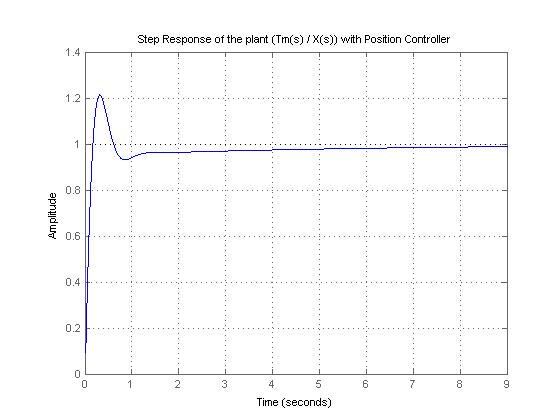 Step Response of the plant (Tm(s) / X(s)) with Position Controller
1.4
1.2
1
0.8
0.6
0.4
0.2
0
Amplitude
0 1 2 3 4 5 6 7 8 9
Time (seconds)